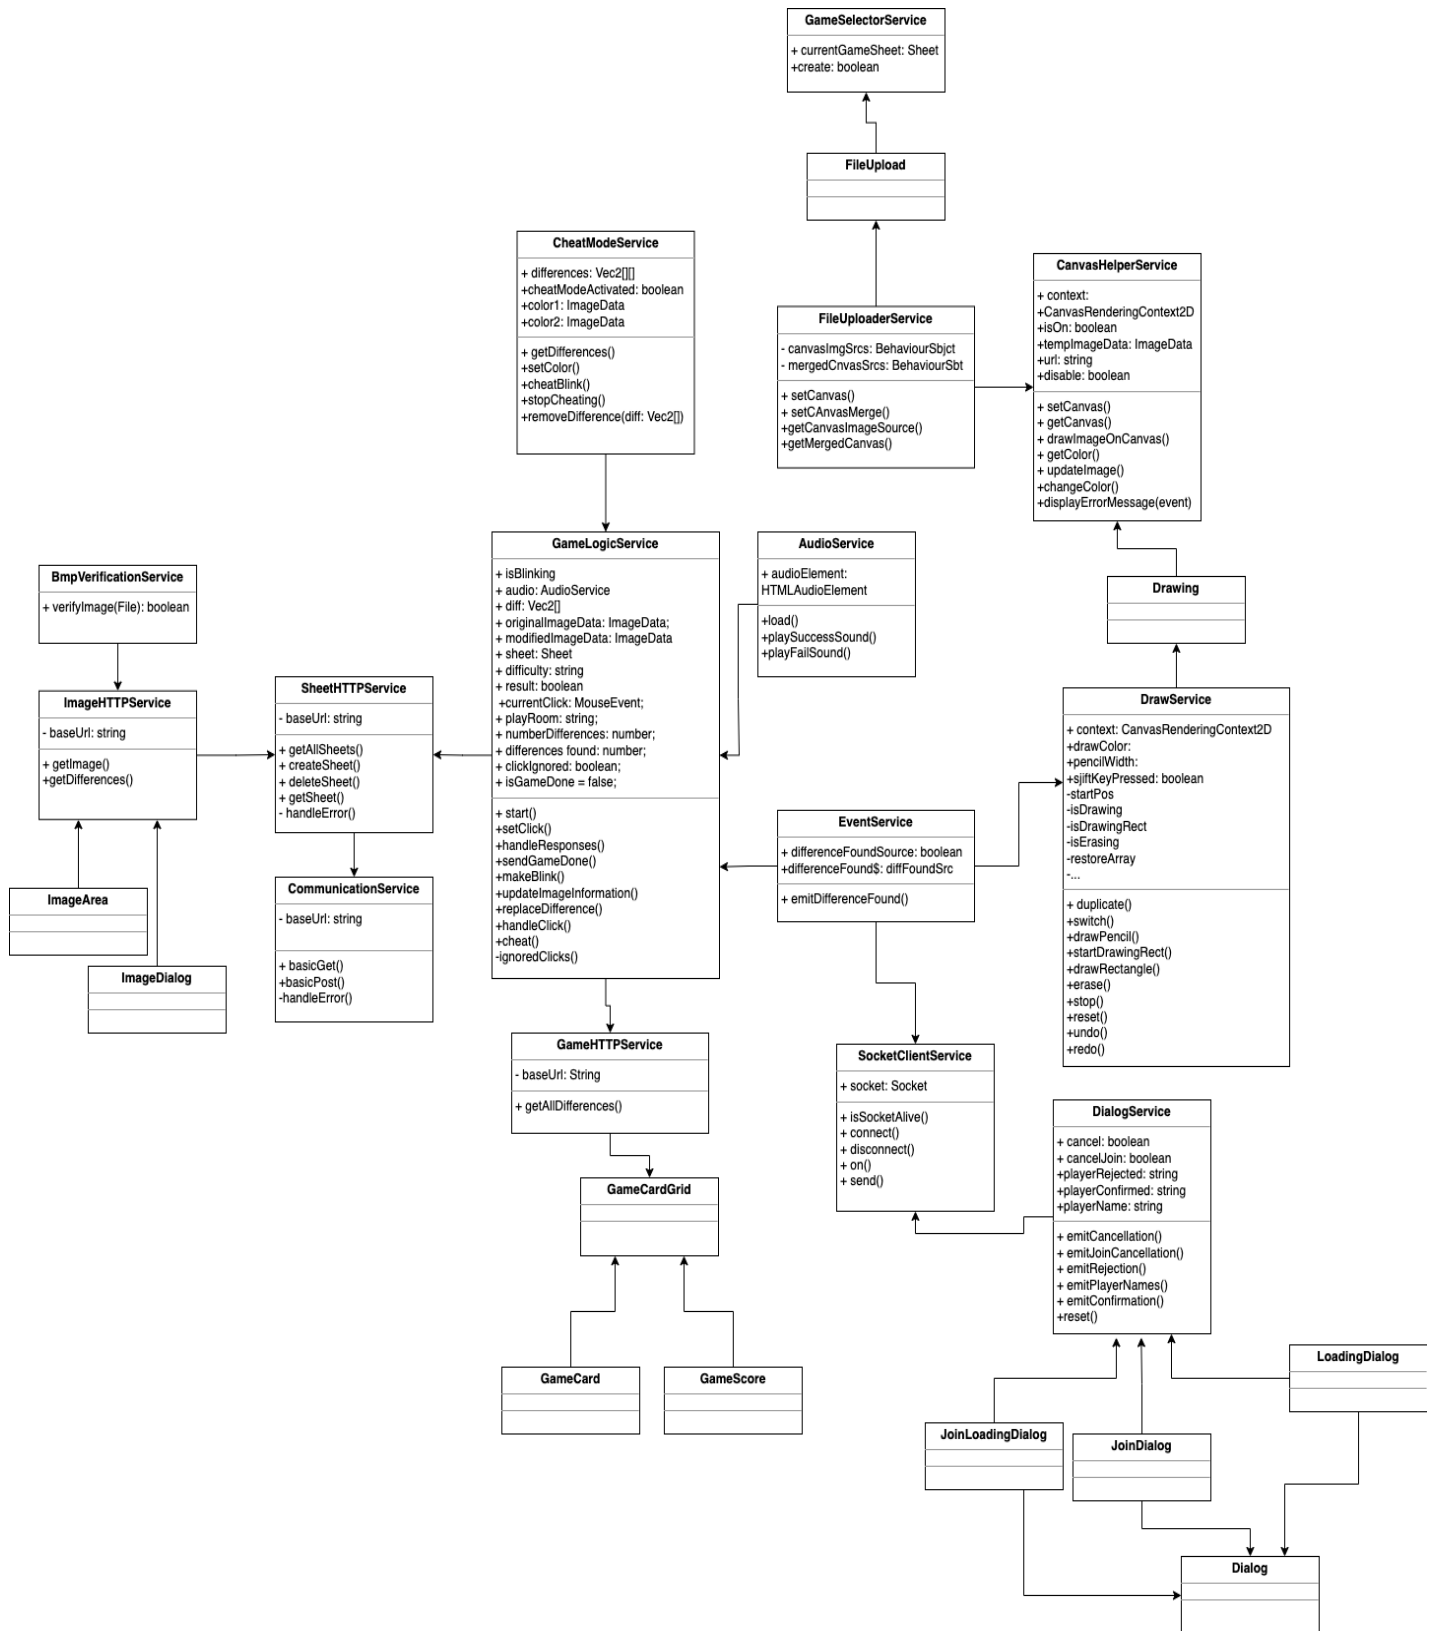 GameSelectorService
+ currentGameSheet: Sheet
+create: boolean
FileUpload
CheatModeService
+ differences: Vec2[][]
+cheatModeActivated: boolean
+color1: ImageData
+color2: ImageData
+ getDifferences()
+setColor()
+cheatBlink()
+stopCheating()
+removeDifference(diff: Vec2[])
FileUploaderService
- canvasImgSrcs: BehaviourSbjct
- mergedCnvasSrcs: BehaviourSbt
+ setCanvas()
+ setCAnvasMerge()
+getCanvasImageSource()
+getMergedCanvas()
CanvasHelperService
+ context:
+CanvasRenderingContext2D
+isOn: boolean
+tempImageData: ImageData
+url: string
+disable: boolean
+ setCanvas()
+ getCanvas()
+ drawImageOnCanvas()
+ getColor()
+ updateImage()
+changeColor()
+displayErrorMessage(event)
BmpVerificationService
+ verifyImage(File): boolean
ImageHTTPService
- baseUrl: string
+ getImage()
+getDifferences()
ImageArea
ImageDialog
SheetHTTPService
- baseUrl: string
+ getAllSheets()
+ createSheet()
+ deleteSheet()
+ getSheet()
- handleError()
CommunicationService
- baseUrl: string
+ basicGet()
+basicPost()
-handleError()
GameLogicService
+ isBlinking
+ audio: AudioService
+ diff: Vec2[]
+ originalImageData: ImageData;
+ modifiedImageData: ImageData
+ sheet: Sheet
+ difficulty: string
+ result: boolean
+currentClick: MouseEvent;
+ playRoom: string;
+ numberDifferences: number;
+ differences found: number;
+ clickIgnored: boolean;
+ isGameDone = false;
+ start()
+setClick()
+handleResponses()
+sendGameDone()
+makeBlink()
+updateImageInformation()
+replaceDifference()
+handleClick()
+cheat()
-ignoredClicks()
AudioService
+ audioElement:
HTMLAudioElement
+load()
+playSuccessSound()
+playFailSound()
Drawing
DrawService
+ context: CanvasRenderingContext2D
+drawColor:
+pencilWidth:
+sjiftKeyPressed: boolean
-startPos
-isDrawing
-isDrawingRect
-isErasing
-restoreArray
-...
+ duplicate()
+switch()
+drawPencil()
+startDrawingRect()
+drawRectangle()
+erase()
+stop()
+reset()
+undo()
+redo()
EventService
+ differenceFoundSource: boolean
+differenceFound$: diffFoundSrc
+ emitDifferenceFound()
GameHTTPService
- baseUrl: String
+ getAllDifferences()
GameCardGrid
GameCard
GameScore
SocketClientService
+ socket: Socket
+ isSocketAlive()
+ connect()
+ disconnect()
+ on()
+ send()
DialogService
+ cancel: boolean
+ cancelJoin: boolean
+playerRejected: string
+playerConfirmed: string
+playerName: string
+ emitCancellation()
+ emitJoinCancellation()
+ emitRejection()
+ emitPlayerNames()
+ emitConfirmation()
+reset()
LoadingDialog
JoinLoadingDialog
JoinDialog
Dialog